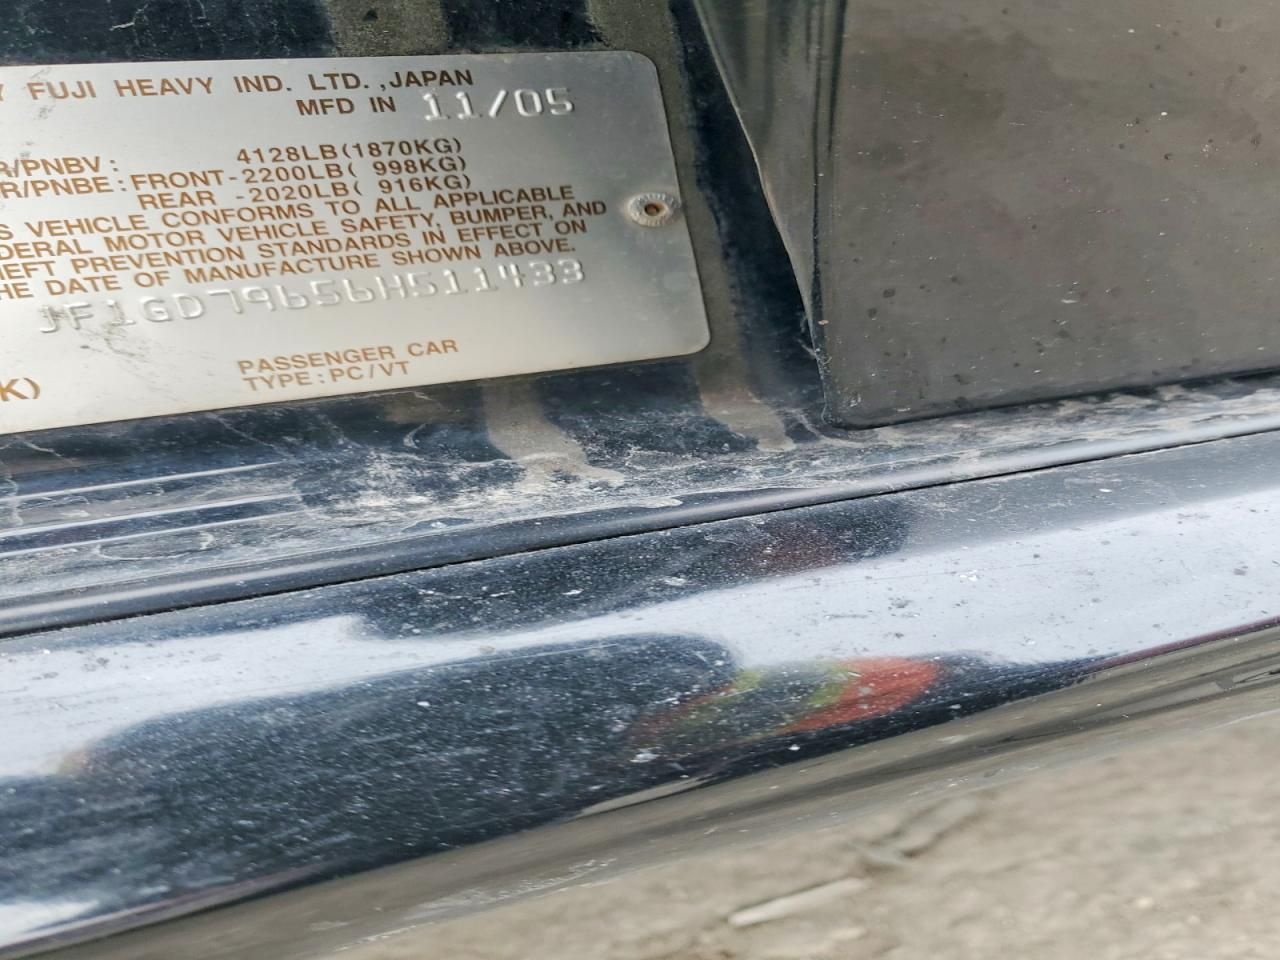 Y FUJI HEAVY IND. LTD.,JAPAN
MFD IN 11/05
R/PNBV: 4128LB(1870KG)
R/PNBE: FRONT-2200LB( 998KG)
REAR -2020LB( 916KG)
S VEHICLE CONFORMS TO ALL APPLICABLE
DERAL MOTOR VEHICLE SAFETY, BUMPER, AND
HEFT PREVENTION STANDARDS IN EFFECT ON
HE DATE OF MANUFACTURE SHOWN ABOVE.
JF1GD79656H511433
PASSENGER CAR
K) TYPE:PC/VT